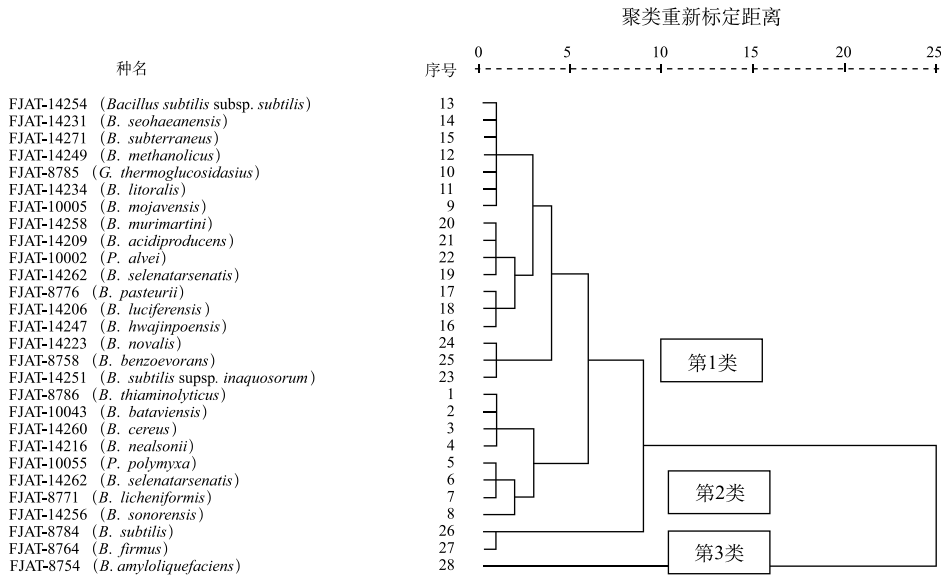 聚类重新标定距离
0 5 10 15 20 25
种名 序号
FJAT-14254 (Bacillus subtilis subsp. subtilis) 13
FJAT-14231 (B. seohaeanensis) 14
FJAT-14271 (B. subterraneus) 15
FJAT-14249 (B. methanolicus) 12
FJAT-8785 (G. thermoglucosidasius) 10
FJAT-14234 (B. litoralis) 11
FJAT-10005 (B. mojavensis) 9
FJAT-14258 (B. murimartini) 20
FJAT-14209 (B. acidiproducens) 21
FJAT-10002 (P. alvei) 22
FJAT-14262 (B. selenatarsenatis) 19
FJAT-8776 (B. pasteurii) 17
FJAT-14206 (B. luciferensis) 18
FJAT-14247 (B. hwajinpoensis) 16
FJAT-14223 (B. novalis) 24
FJAT-8758 (B. benzoevorans) 25
FJAT-14251 (B. subtilis supsp. inaquosorum) 23
FJAT-8786 (B. thiaminolyticus) 1
FJAT-10043 (B. bataviensis) 2
FJAT-14260 (B. cereus) 3
FJAT-14216 (B. nealsonii) 4
FJAT-10055 (P. polymyxa) 5
FJAT-14262 (B. selenatarsenatis) 6
FJAT-8771 (B. licheniformis) 7
FJAT-14256 (B. sonorensis) 8
FJAT-8784 (B. subtilis) 26
FJAT-8764 (B. firmus) 27
FJAT-8754 (B. amyloliquefaciens) 28
第1类
第2类
第3类